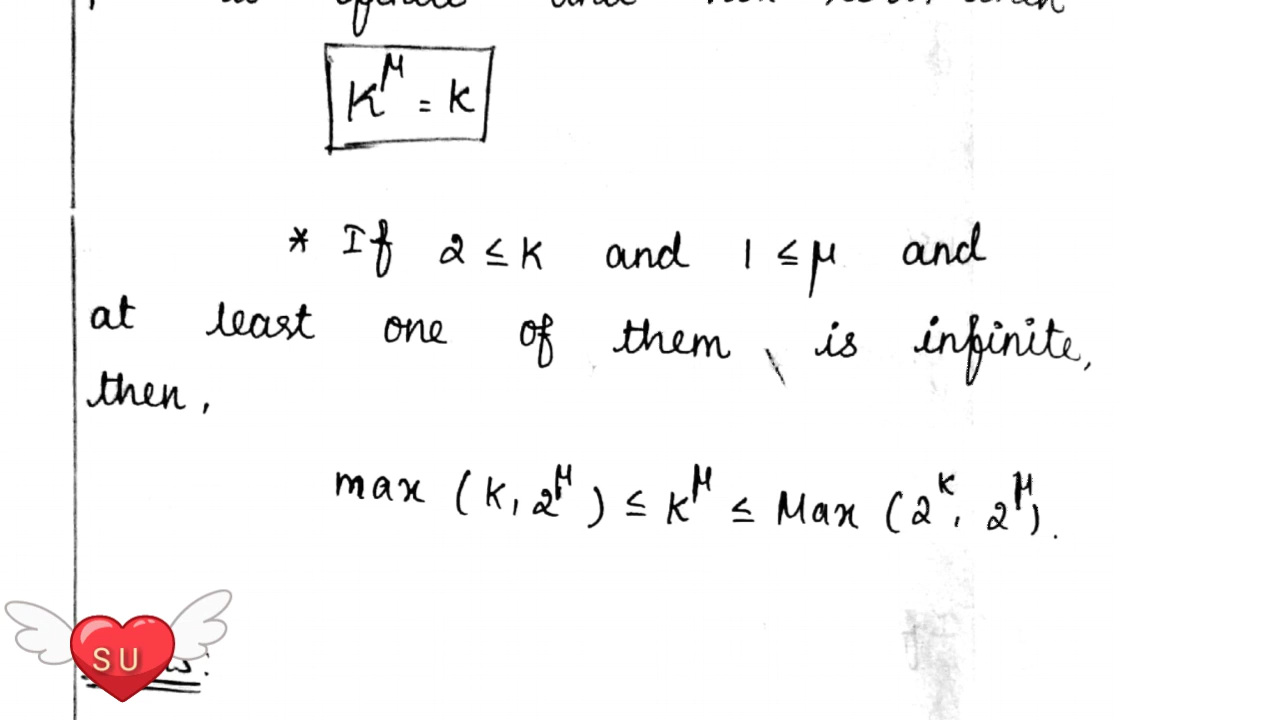 K^μ = k
* If 2 ≤ K and 1 ≤ μ and
at least one of them is infinite,
then,
max (K, 2^μ) ≤ K^μ ≤ Max (2^K, 2^μ).
SU